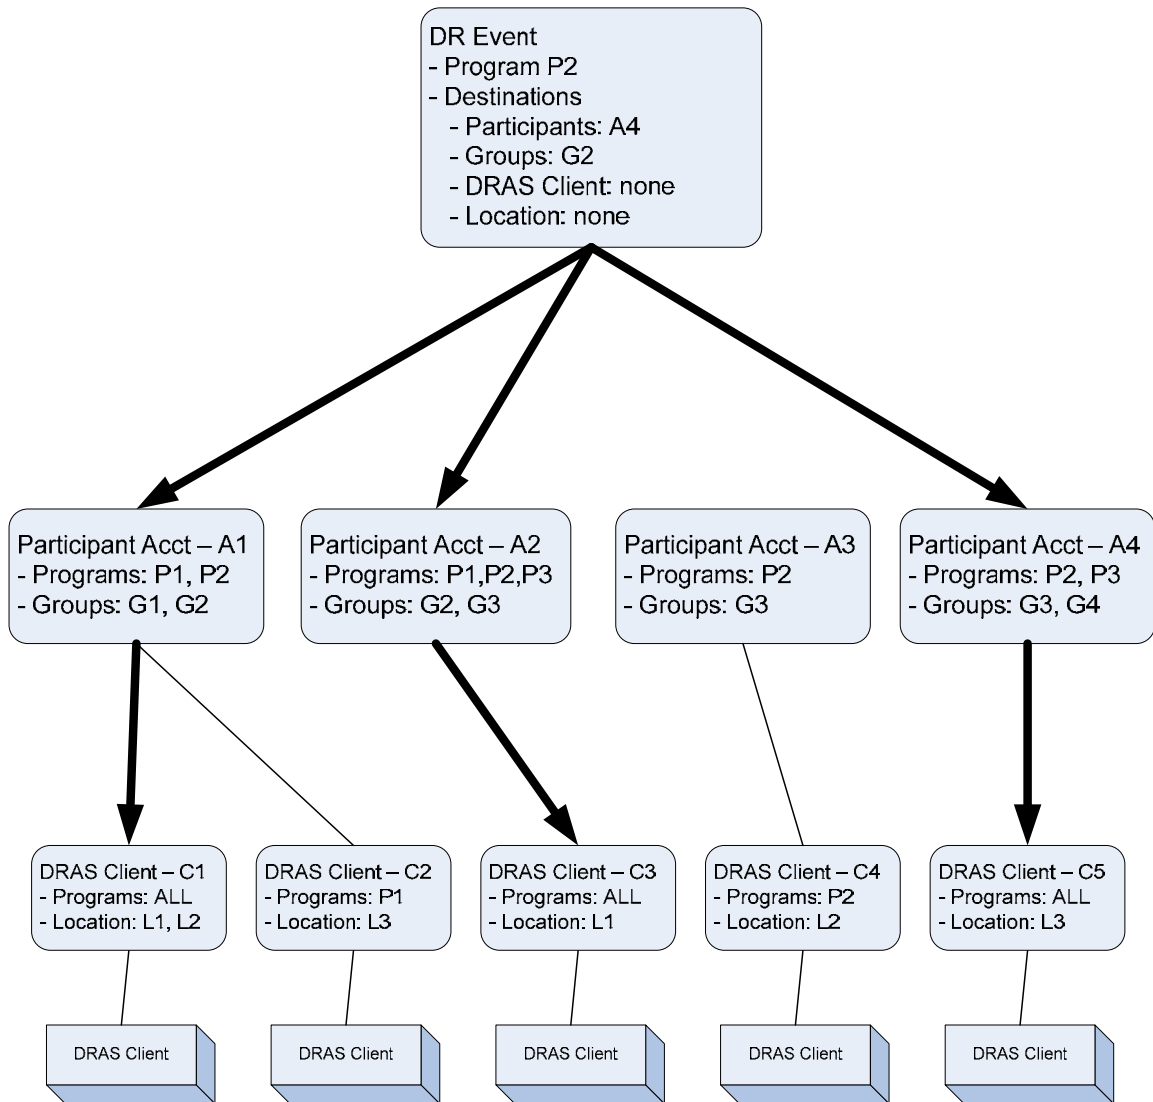 DR Event
- Program P2
- Destinations
- Participants: A4
- Groups: G2
- DRAS Client: none
- Location: none
Participant Acct – A1
- Programs: P1, P2
- Groups: G1, G2
Participant Acct – A2
- Programs: P1,P2,P3
- Groups: G2, G3
Participant Acct – A3
- Programs: P2
- Groups: G3
Participant Acct – A4
- Programs: P2, P3
- Groups: G3, G4
DRAS Client – C1
- Programs: ALL
- Location: L1, L2
DRAS Client – C2
- Programs: P1
- Location: L3
DRAS Client – C3
- Programs: ALL
- Location: L1
DRAS Client – C4
- Programs: P2
- Location: L2
DRAS Client – C5
- Programs: ALL
- Location: L3
DRAS Client
DRAS Client
DRAS Client
DRAS Client
DRAS Client